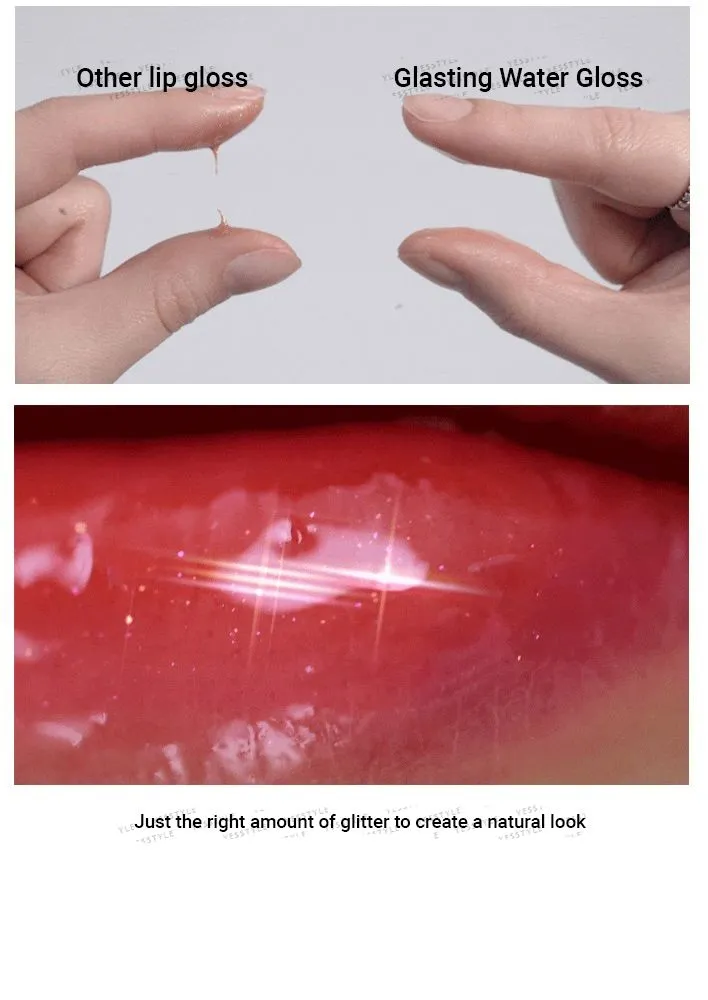 Other lip gloss
Glasting Water Gloss
Just the right amount of glitter to create a natural look